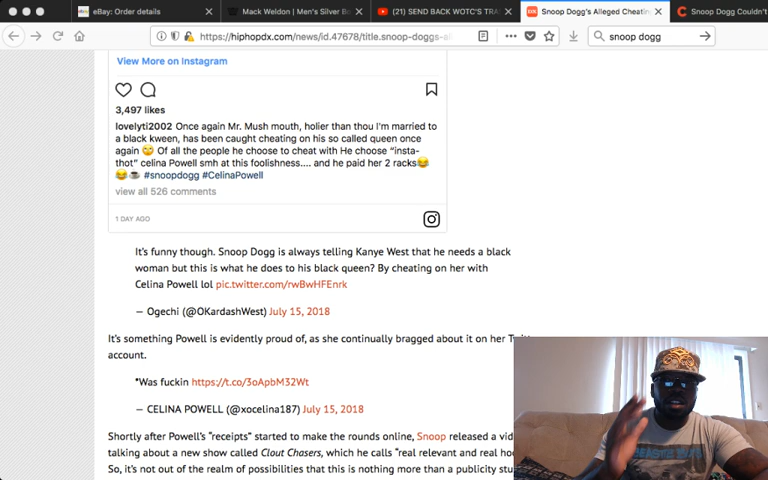 eBay: Order details
Mack Weldon | Men's Silver Bo
(21) SEND BACK WOTC'S TRA
Snoop Dogg's Alleged Cheatin
Snoop Dogg Couldn't
https://hiphopdx.com/news/id.47678/title.snoop-doggs-al
snoop dogg
View More on Instagram
3,497 likes
lovelyti2002 Once again Mr. Mush mouth, holier than thou I'm married to
a black kween, has been caught cheating on his so called queen once
again 🙄 Of all the people he choose to cheat with He choose "insta-
thot" celina Powell smh at this foolishness.... and he paid her 2 racks😂
😂☕ #snoopdogg #CelinaPowell
view all 526 comments
1 DAY AGO
It's funny though. Snoop Dogg is always telling Kanye West that he needs a black
woman but this is what he does to his black queen? By cheating on her with
Celina Powell lol pic.twitter.com/rwBwHFEnrk
— Ogechi (@OKardashWest) July 15, 2018
It's something Powell is evidently proud of, as she continually bragged about it on her Tw
account.
*Was fuckin https://t.co/3oApbM32Wt
— CELINA POWELL (@xocelina187) July 15, 2018
Shortly after Powell's "receipts" started to make the rounds online, Snoop released a vid
talking about a new show called Clout Chasers, which he calls "real relevant and real ho
So, it's not out of the realm of possibilities that this is nothing more than a publicity stu